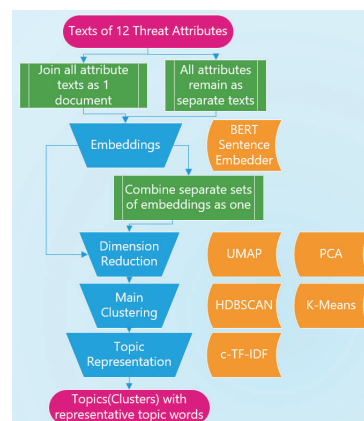 Texts of 12 Threat Attributes
Join all attribute
texts as 1
document
All attributes
remain as
separate texts
Embeddings
BERT
Sentence
Embedder
Combine separate sets
of embeddings as one
Dimension
Reduction
UMAP
PCA
Main
Clustering
HDBSCAN
K-Means
Topic
Representation
c-TF-IDF
Topics(Clusters) with
representative topic words